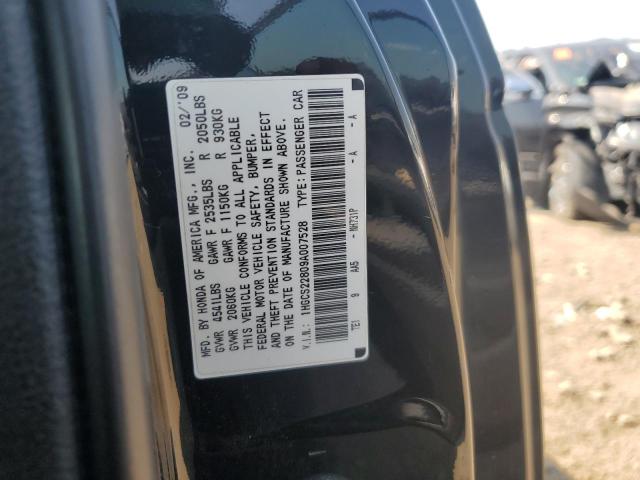 MFD. BY HONDA OF AMERICA MFG., INC. 02/'09
GVWR 4541LBS GAWR F 2535LBS R 2050LBS
GVWR 2060KG GAWR F 1150KG R 930KG
THIS VEHICLE CONFORMS TO ALL APPLICABLE
FEDERAL MOTOR VEHICLE SAFETY, BUMPER,
AND THEFT PREVENTION STANDARDS IN EFFECT
ON THE DATE OF MANUFACTURE SHOWN ABOVE.
V.I.N.: 1HGCS22809A007528 TYPE:PASSENGER CAR
TE1 9 AA5 -NH731P -A -A